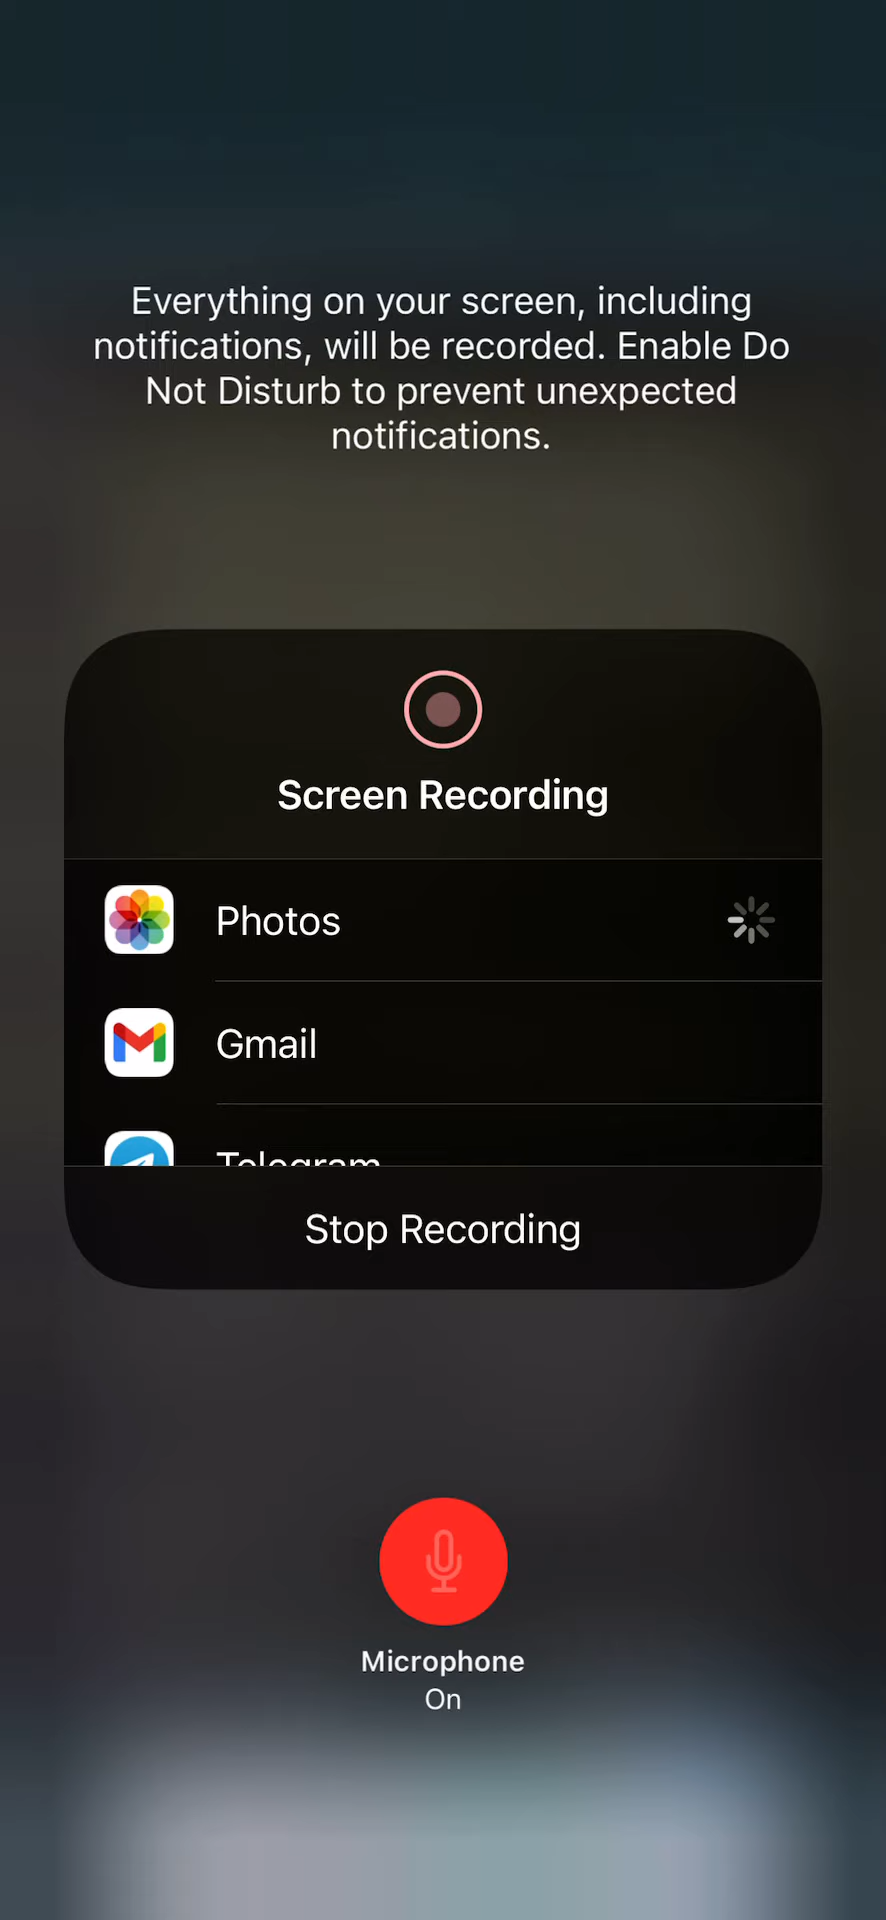 Everything on your screen, including
notifications, will be recorded. Enable Do
Not Disturb to prevent unexpected
notifications.
Screen Recording
Photos
Gmail
Telegram
Stop Recording
Microphone
On